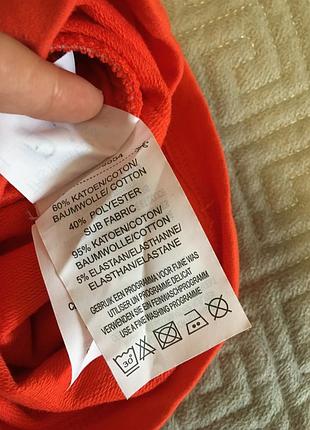 60% KATOEN/COTON/
BAUMWOLLE/ COTTON
40% POLYESTER
SUB FABRIC
95% KATOEN/COTON/
BAUMWOLLE/COTTON
5% ELASTAAN/ELASTHANNE/
ELASTHAN/ELASTANE
GEBRUIK EEN PROGRAMMA VOOR FIJNE WAS
UTILISER UN PROGRAMME DELICAT
VERWENDEN SIE EIN FEINWASCHPROGRAMM
USE A FINE WASHING PROGRAMM
30°